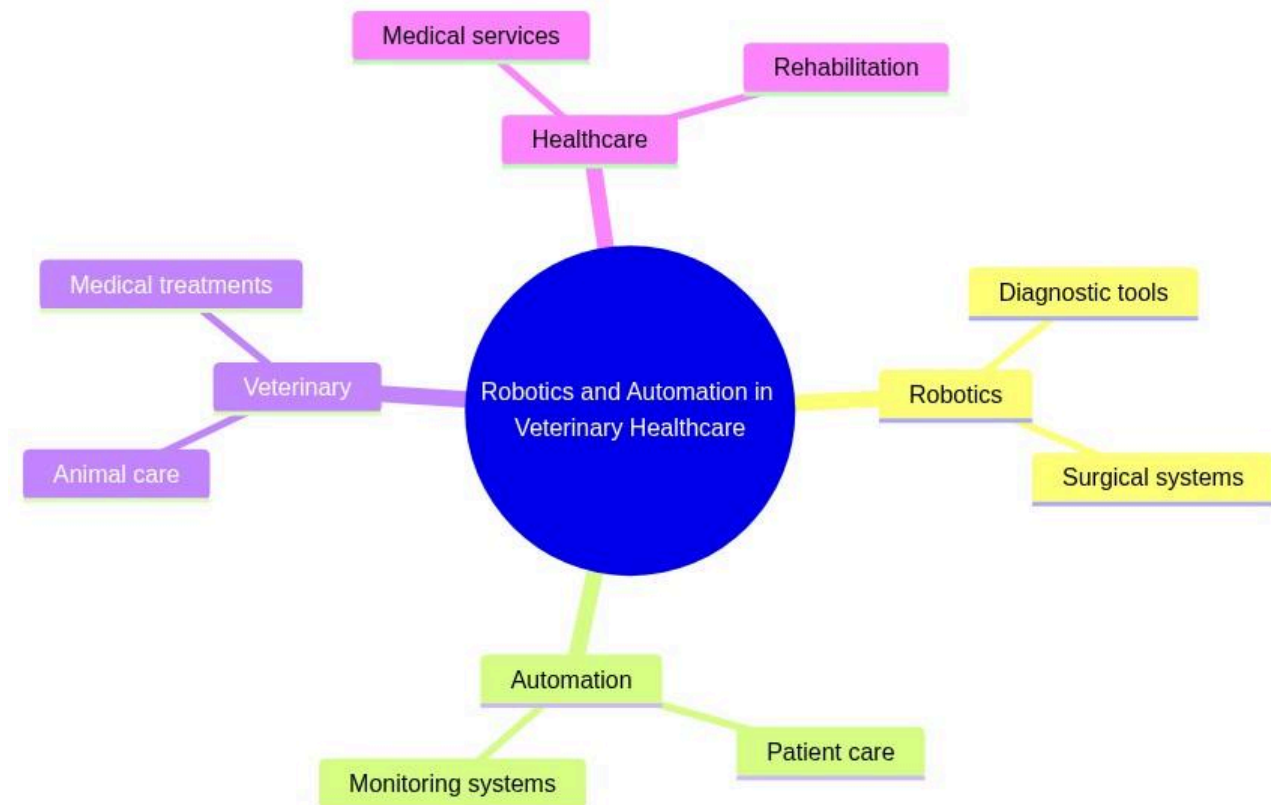 Medical services
Rehabilitation
Healthcare
Medical treatments
Diagnostic tools
Veterinary
Robotics and Automation in
Veterinary Healthcare
Robotics
Animal care
Surgical systems
Automation
Patient care
Monitoring systems